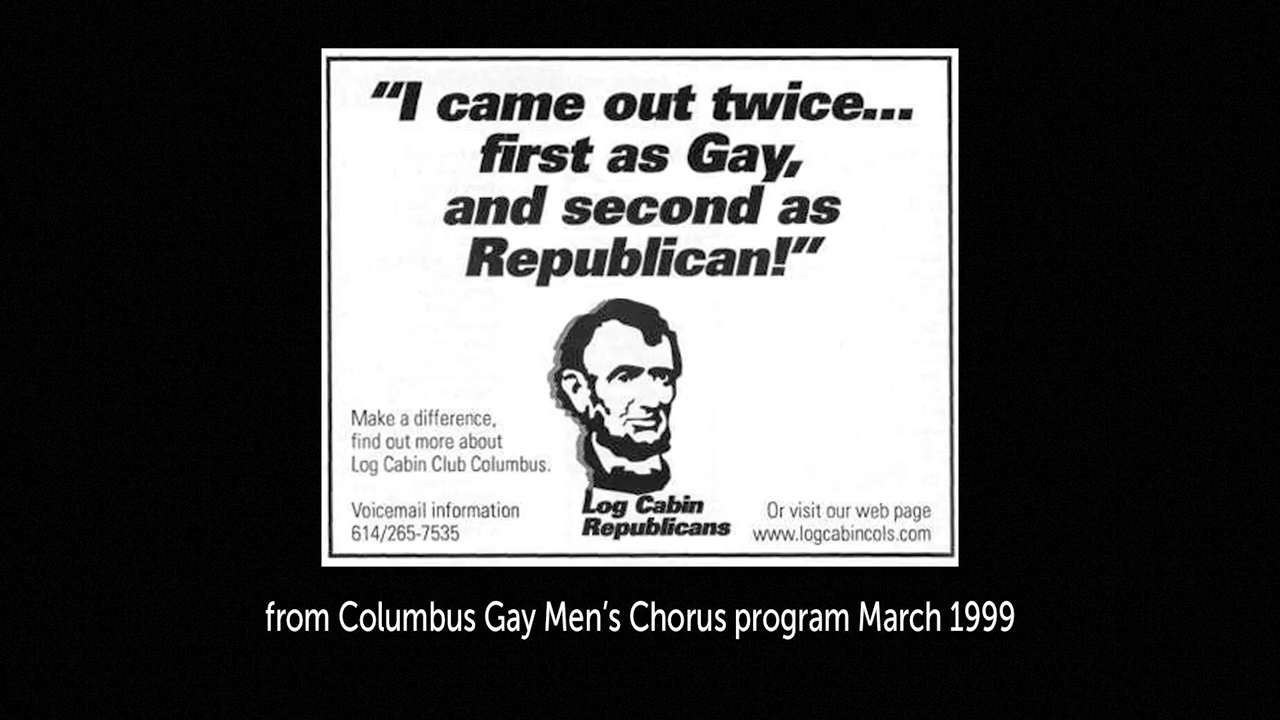 “I came out twice...
first as Gay,
and second as
Republican!”
Make a difference,
find out more about
Log Cabin Club Columbus.
Voicemail information
614/265-7535
Log Cabin
Republicans
Or visit our web page
www.logcabincols.com
from Columbus Gay Men’s Chorus program March 1999